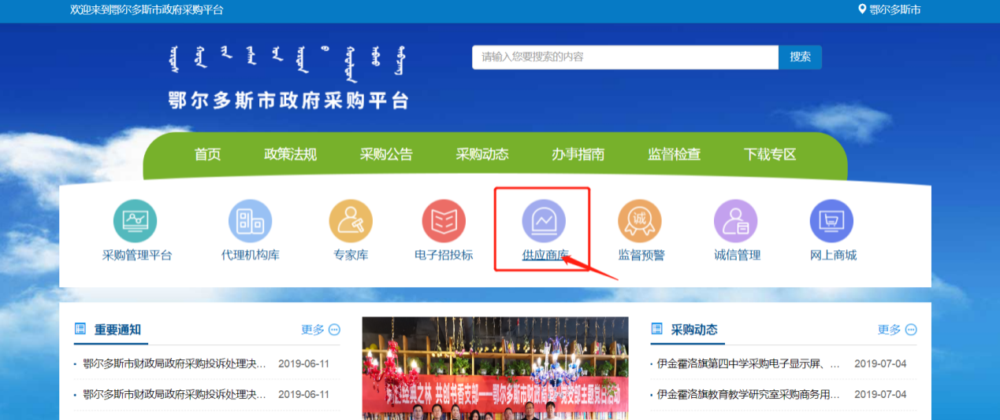 欢迎来到鄂尔多斯市政府采购平台
鄂尔多斯市
请输入您要搜索的内容
搜索
鄂尔多斯市政府采购平台
首页 政策法规 采购公告 采购动态 办事指南 监督检查 下载专区
采购管理平台 代理机构库 专家库 电子招投标 供应商库 诚 监督预警 诚信管理 网上商城
重要通知 更多
鄂尔多斯市财政局政府采购投诉处理决... 2019-06-11
鄂尔多斯市财政局政府采购投诉处理决... 2019-06-11
经典之林 共创书香支部——鄂尔多斯市财政
党支部主题党日活动
采购动态 更多
伊金霍洛旗第四中学采购电子显示屏、... 2019-07-04
伊金霍洛旗教育教学研究室采购商务用... 2019-07-04